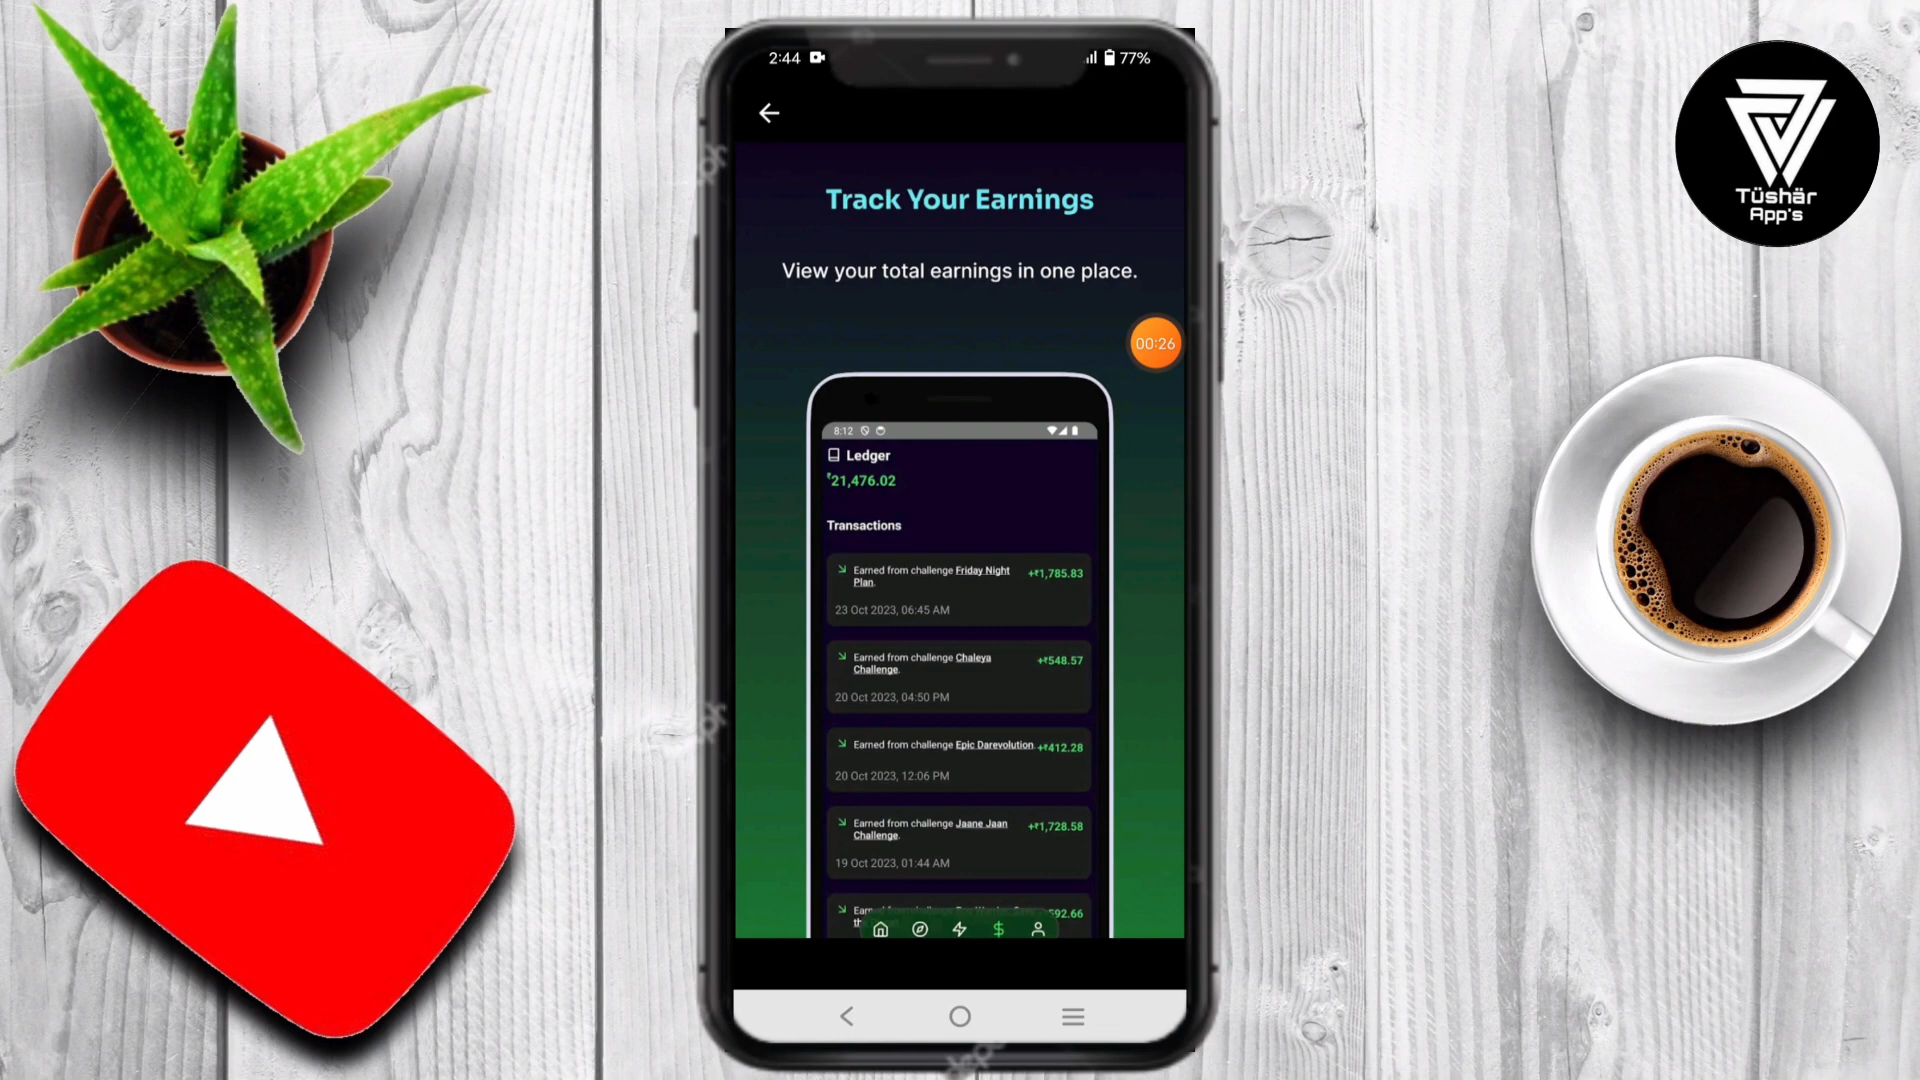 2:44
77%
Tüshär
App's
Track Your Earnings
View your total earnings in one place.
00:26
8:12
Ledger
₹21,476.02
Transactions
Earned from challenge Friday Night
Plan.
+₹1,785.83
23 Oct 2023, 06:45 AM
Earned from challenge Chaleya
Challenge.
+₹548.57
20 Oct 2023, 04:50 PM
Earned from challenge Epic Darevolution.
+₹412.28
20 Oct 2023, 12:06 PM
Earned from challenge Jaane Jaan
Challenge.
+₹1,728.58
19 Oct 2023, 01:44 AM
592.66